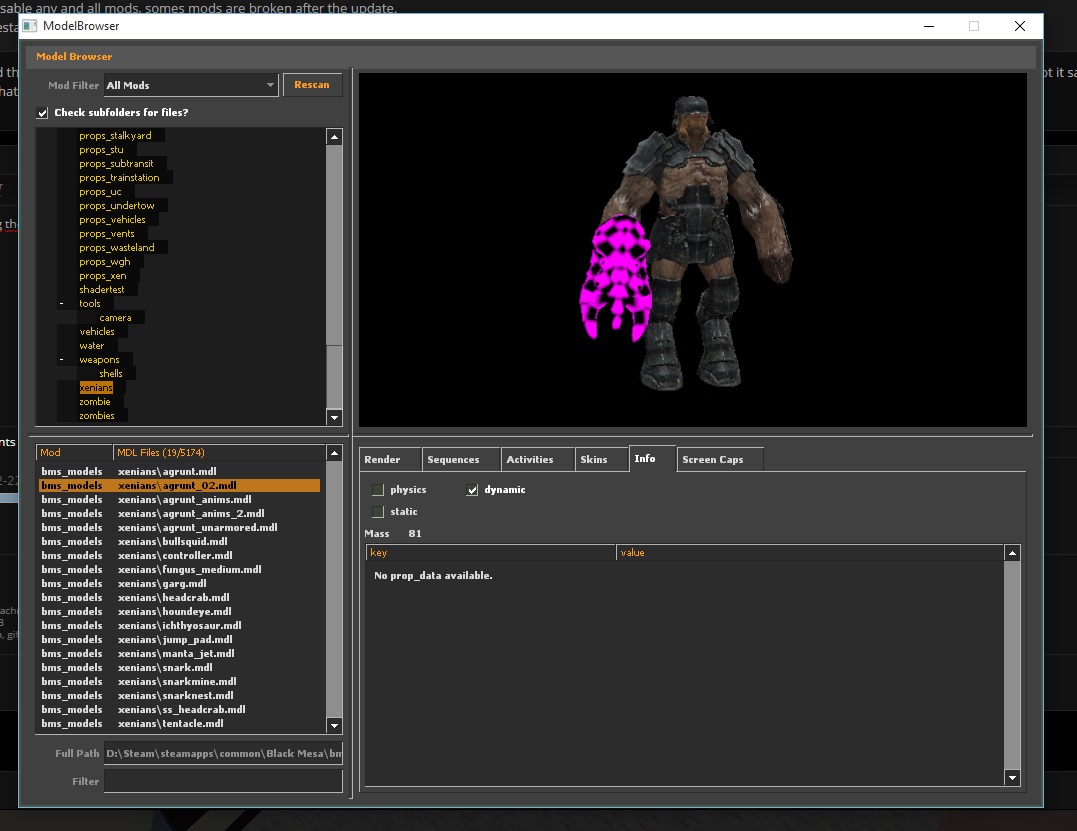 sable any and all mods, somes mods are broken after the update.
ModelBrowser
Model Browser
Mod Filter All Mods Rescan
Check subfolders for files?
props_stalkyard
props_stu
props_subtransit
props_trainstation
props_uc
props_undertow
props_vehicles
props_vents
props_wasteland
props_wgh
props_xen
shadertest
- tools
camera
vehicles
water
- weapons
shells
xenians
zombie
zombies
Mod MDL Files (19/5174)
bms_models xenians\agrunt.mdl
bms_models xenians\agrunt_02.mdl
bms_models xenians\agrunt_anims.mdl
bms_models xenians\agrunt_anims_2.mdl
bms_models xenians\agrunt_unarmored.mdl
bms_models xenians\bullsquid.mdl
bms_models xenians\controller.mdl
bms_models xenians\fungus_medium.mdl
bms_models xenians\garg.mdl
bms_models xenians\headcrab.mdl
bms_models xenians\houndeye.mdl
bms_models xenians\ichthyosaur.mdl
bms_models xenians\jump_pad.mdl
bms_models xenians\manta_jet.mdl
bms_models xenians\snark.mdl
bms_models xenians\snarkmine.mdl
bms_models xenians\snarknest.mdl
bms_models xenians\ss_headcrab.mdl
bms_models xenians\tentacle.mdl
Full Path D:\Steam\steamapps\common\Black Mesa\bm
Filter
Render Sequences Activities Skins Info Screen Caps
physics dynamic
static
Mass 81
key value
No prop_data available.